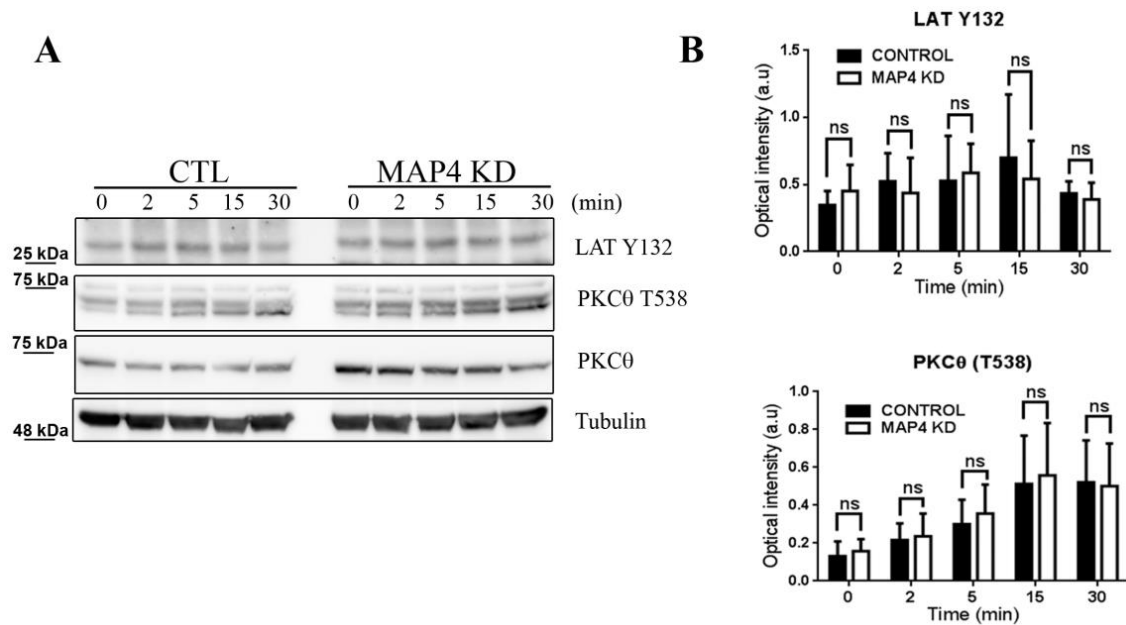 A
CTL MAP4 KD
0 2 5 15 30 0 2 5 15 30 (min)
25 kDa LAT Y132
75 kDa PKCθ T538
75 kDa PKCθ
48 kDa Tubulin
B
LAT Y132
Optical intensity (a.u)
1.5
1.0
0.5
0.0
CONTROL
MAP4 KD
ns ns ns ns ns
0 2 5 15 30
Time (min)
PKCθ (T538)
Optical intensity (a.u)
1.0
0.8
0.6
0.4
0.2
0.0
CONTROL
MAP4 KD
ns ns ns ns ns
0 2 5 15 30
Time (min)